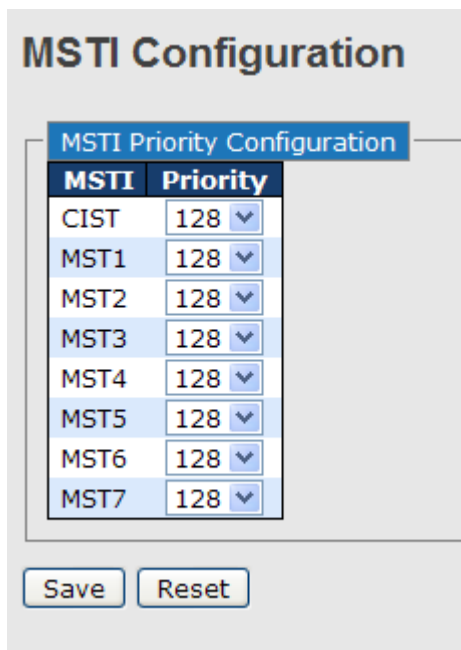 MSTI Configuration
MSTI Priority Configuration
MSTI Priority
CIST 128
MST1 128
MST2 128
MST3 128
MST4 128
MST5 128
MST6 128
MST7 128
Save Reset